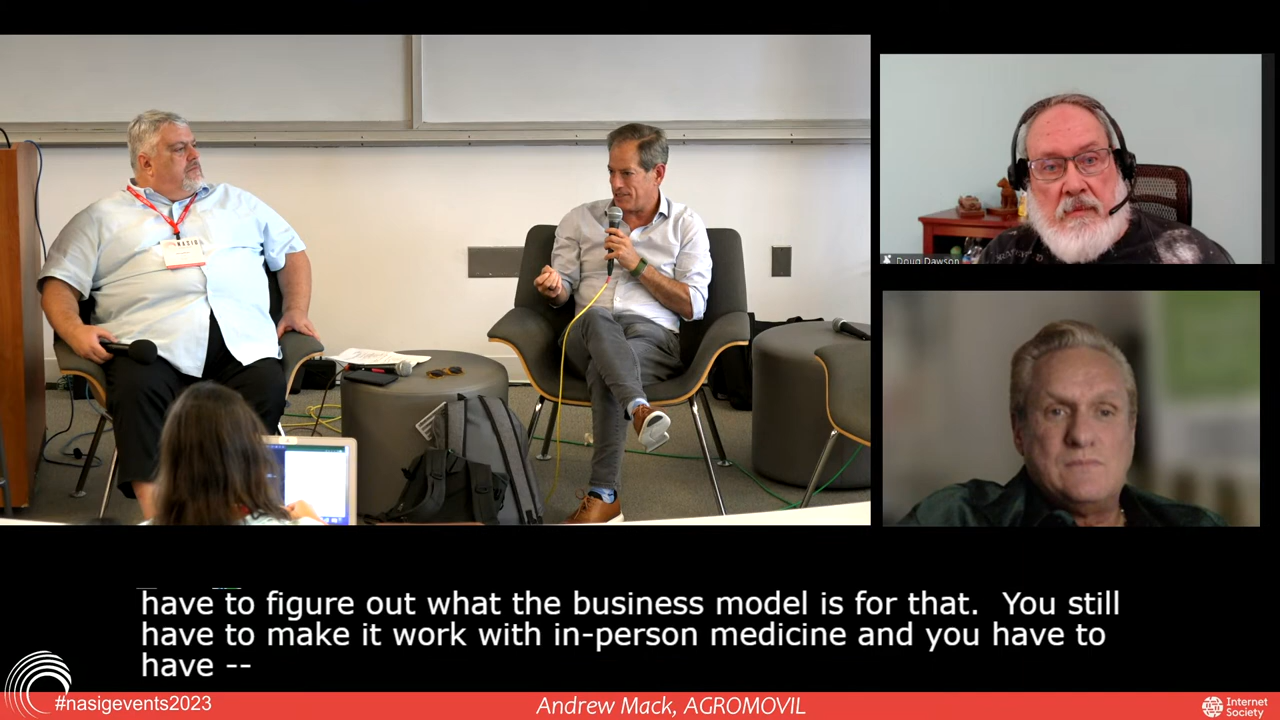 NASIG
Doug Dawson
have to figure out what the business model is for that.  You still
have to make it work with in-person medicine and you have to
have --
#nasigevents2023
Andrew Mack, AGROMOVIL
Internet
Society